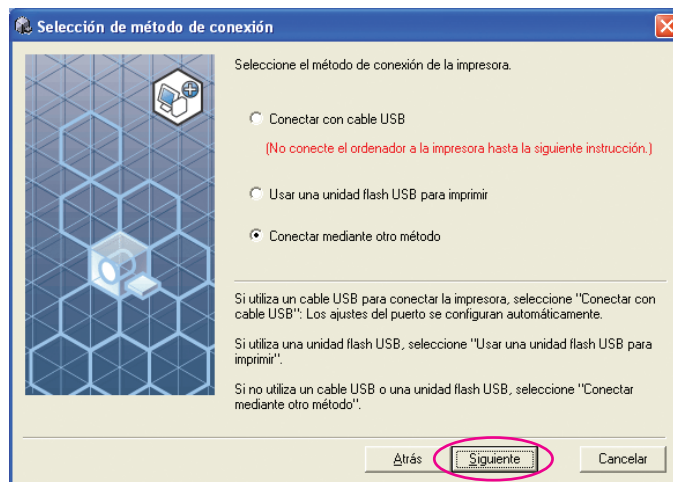 Selección de método de conexión
Seleccione el método de conexión de la impresora.
Conectar con cable USB
(No conecte el ordenador a la impresora hasta la siguiente instrucción.)
Usar una unidad flash USB para imprimir
Conectar mediante otro método
Si utiliza un cable USB para conectar la impresora, seleccione "Conectar con
cable USB": Los ajustes del puerto se configuran automáticamente.
Si utiliza una unidad flash USB, seleccione "Usar una unidad flash USB para
imprimir".
Si no utiliza un cable USB o una unidad flash USB, seleccione "Conectar
mediante otro método".
Atrás Siguiente Cancelar